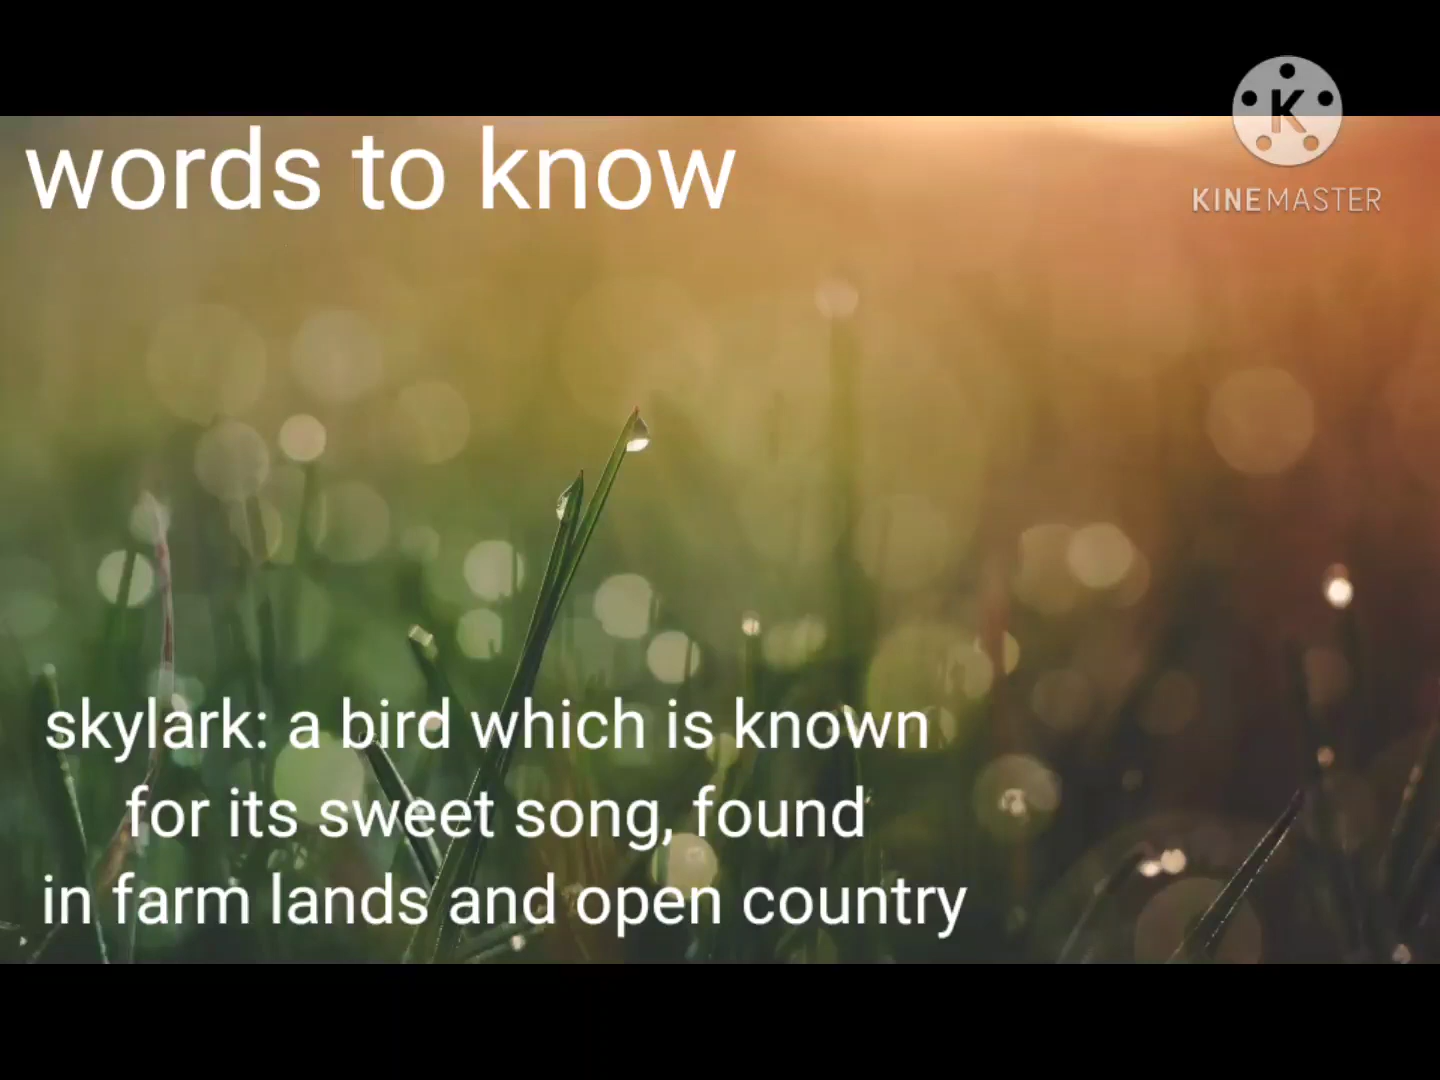 words to know
K
KINEMASTER
skylark: a bird which is known
for its sweet song, found
in farm lands and open country